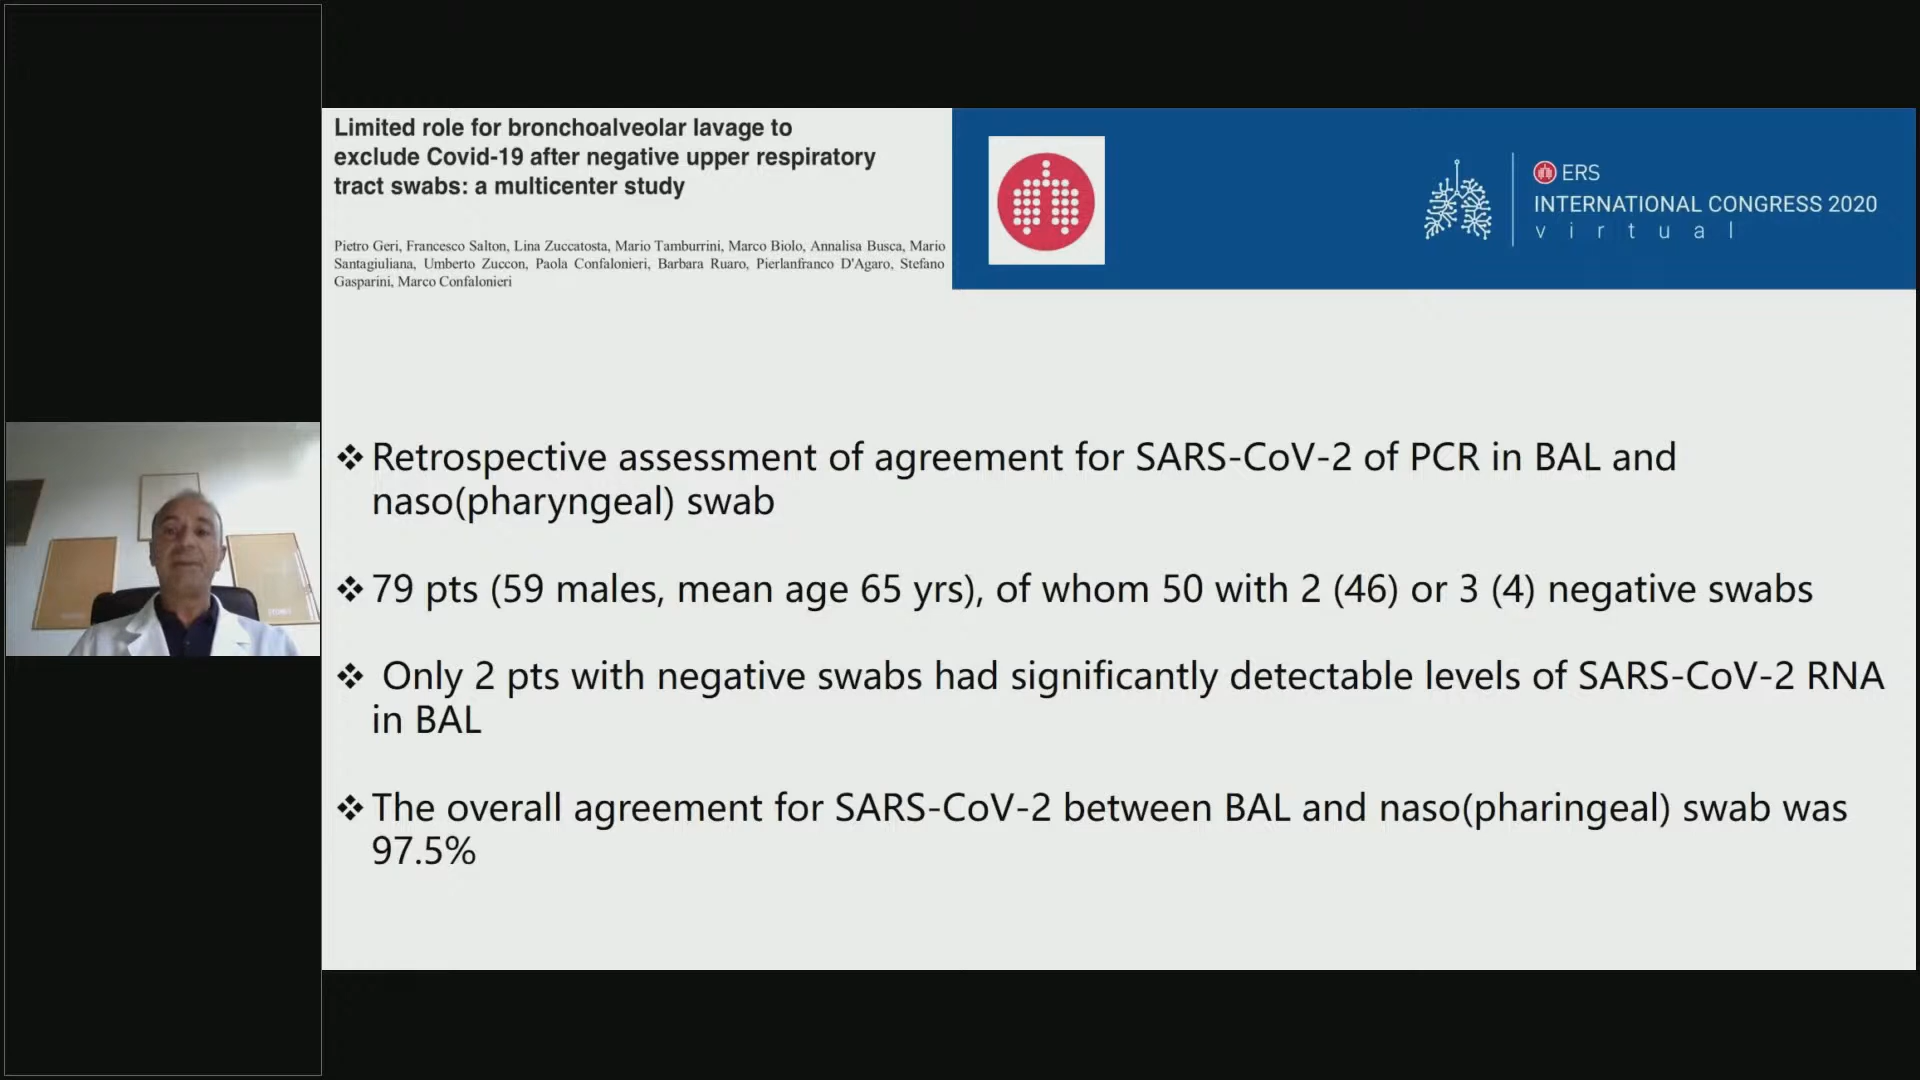 Limited role for bronchoalveolar lavage to
exclude Covid-19 after negative upper respiratory
tract swabs: a multicenter study
Pietro Geri, Francesco Salton, Lina Zuccatosta, Mario Tamburrini, Marco Biolo, Annalisa Busca, Mario
Santagiuliana, Umberto Zuccon, Paola Confalonieri, Barbara Ruaro, Pierlanfranco D'Agaro, Stefano
Gasparini, Marco Confalonieri
ERS
INTERNATIONAL CONGRESS 2020
virtual
❖ Retrospective assessment of agreement for SARS-CoV-2 of PCR in BAL and
naso(pharyngeal) swab
❖ 79 pts (59 males, mean age 65 yrs), of whom 50 with 2 (46) or 3 (4) negative swabs
❖ Only 2 pts with negative swabs had significantly detectable levels of SARS-CoV-2 RNA
in BAL
❖ The overall agreement for SARS-CoV-2 between BAL and naso(pharingeal) swab was
97.5%